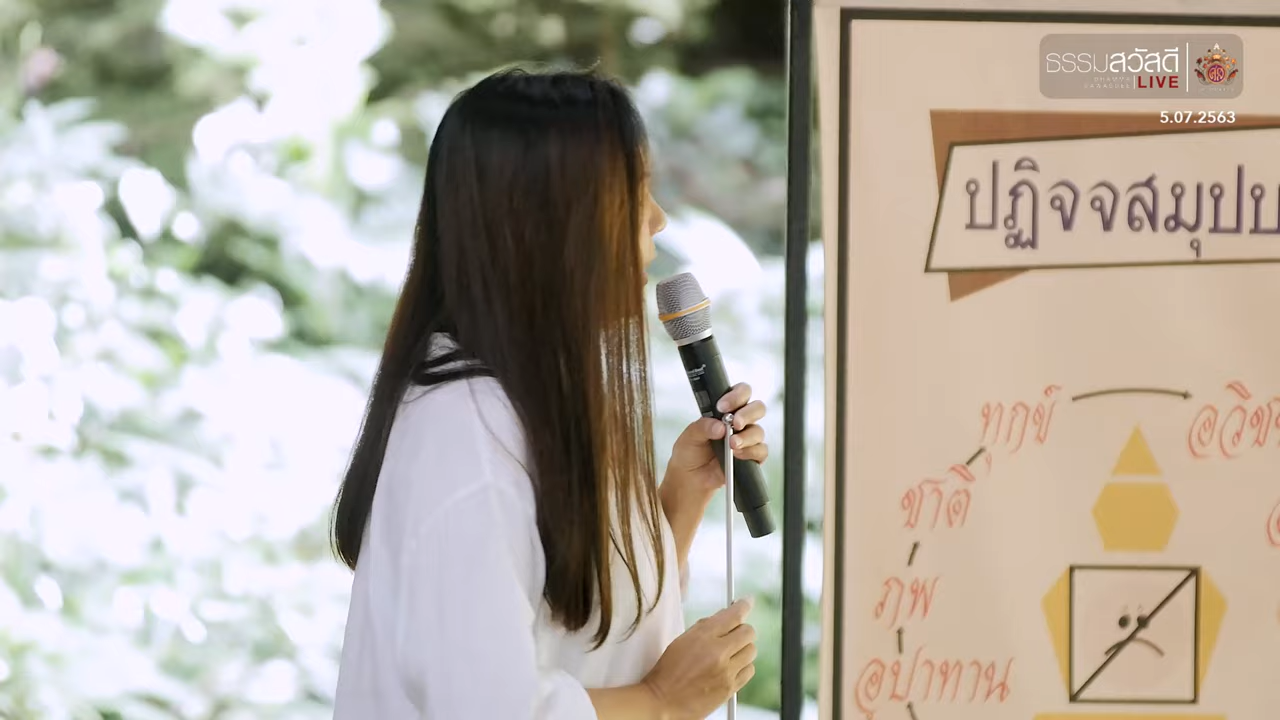 ธรรมสวัสดี
LIVE
5.07.2563
ปฏิจจสมุปบ
ทุกข์
อวิช
ชาติ
ภพ
อุปาทาน